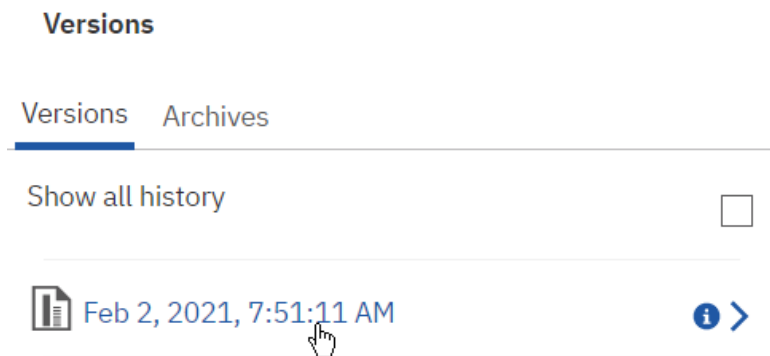 Versions
Versions Archives
Show all history
Feb 2, 2021, 7:51:11 AM